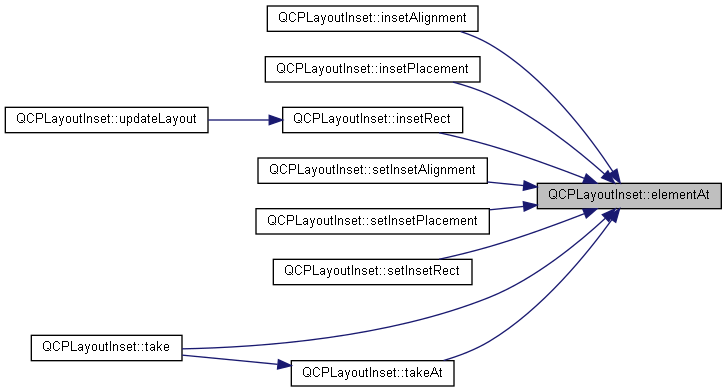 QCPLayoutInset::insetAlignment
QCPLayoutInset::insetPlacement
QCPLayoutInset::updateLayout
QCPLayoutInset::insetRect
QCPLayoutInset::setInsetAlignment
QCPLayoutInset::elementAt
QCPLayoutInset::setInsetPlacement
QCPLayoutInset::setInsetRect
QCPLayoutInset::take
QCPLayoutInset::takeAt